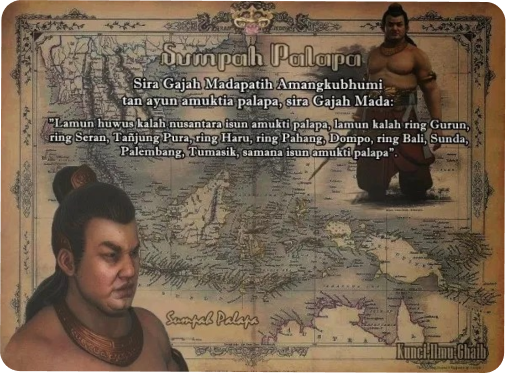 Sumpah Palapa
Sira Gajah Madapatih Amangkubhumi
tan ayun amuktia palapa, sira Gajah Mada:
"Lamun huwus kalah nusantara isun amukti palapa, lamun kalah ring Gurun,
ring Seran, Tañjung Pura, ring Haru, ring Pahang, Dompo, ring Bali, Sunda,
Palembang, Tumasik, samana isun amukti palapa".
Sumpah Palapa
Kunci Ilmu Ghaib